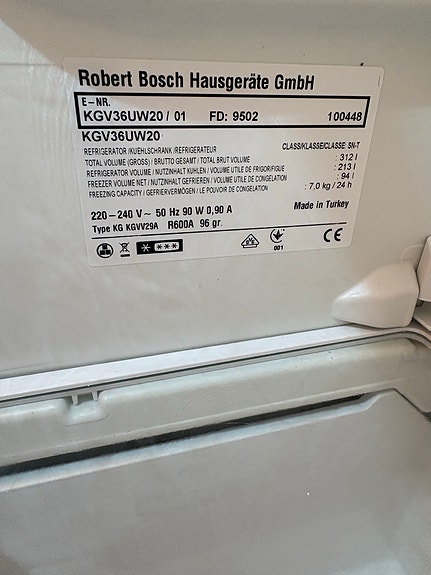 Robert Bosch Hausgeräte GmbH
E–NR.
KGV36UW20 / 01 FD: 9502 100448
KGV36UW20
REFRIGERATOR / KUEHLSCHRANK / REFRIGERATEUR CLASS/KLASSE/CLASSE: SN-T
TOTAL VOLUME (GROSS) / BRUTTO GESAMT / TOTAL BRUT VOLUME : 312 l
REFRIGERATOR VOLUME / NUTZINHALT KUHLEN / VOLUME UTILE DE FRIGORIFIGUE : 213 l
FREEZER VOLUME NET / NUTZINHALT GEFRIEREN / VOLUME UTILE DE CONGELATION : 94 l
FREEZING CAPACITY / GEFRIERVERMÖGEN / LE POUVOIR DE CONGELATION : 7,0 kg / 24 h
220 – 240 V ~ 50 Hz 90 W 0,90 A Made in Turkey
Type KG KGVV29A R600A 96 gr.
001
CE